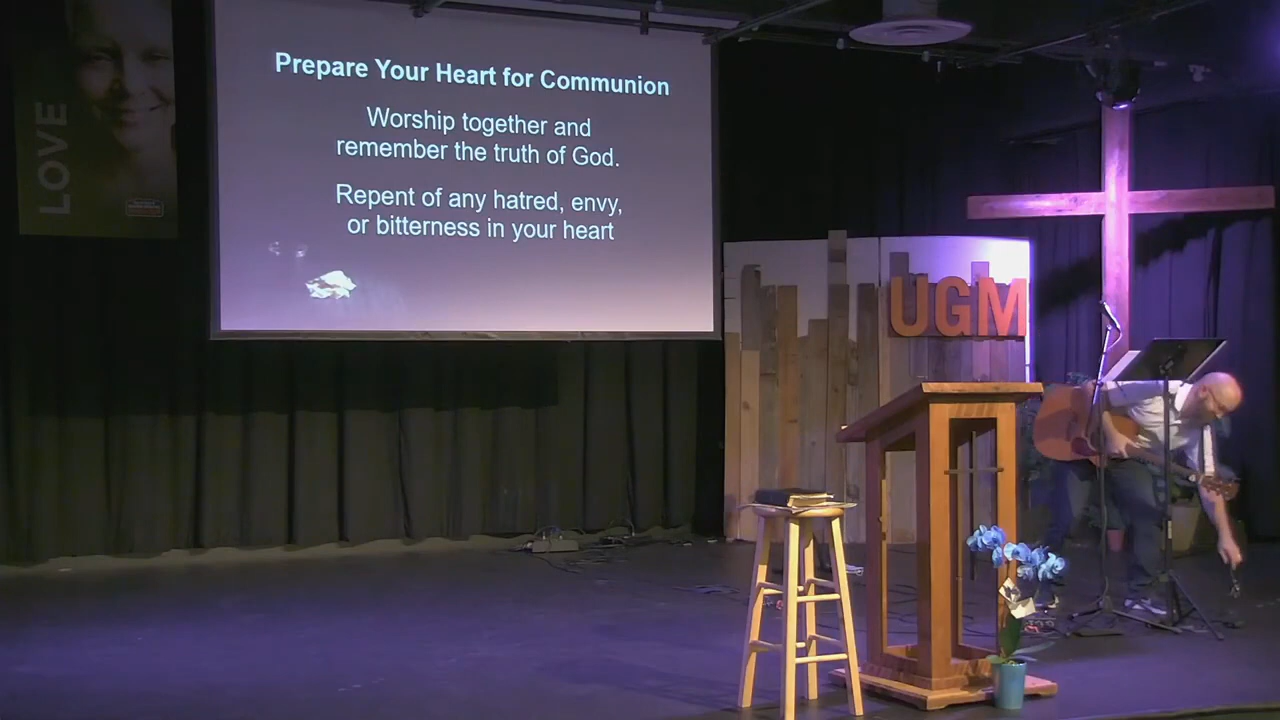 LOVE
Prepare Your Heart for Communion
Worship together and
remember the truth of God.
Repent of any hatred, envy,
or bitterness in your heart
UGM